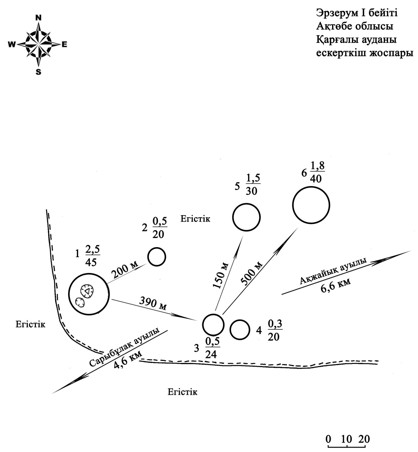 Эрзерум I бейіті
Ақтөбе облысы
Қарғалы ауданы
ескерткіш жоспары
N
W E
S
6 1,8
40
5 1,5
30
2 0,5
20
Егістік
1 2,5
45
200 м
150 м
500 м
Ақжайық ауылы
6,6 км
390 м
Егістік
4 0,3
20
3 0,5
24
Сарыбұлақ ауылы
4,6 км
Егістік
0 10 20